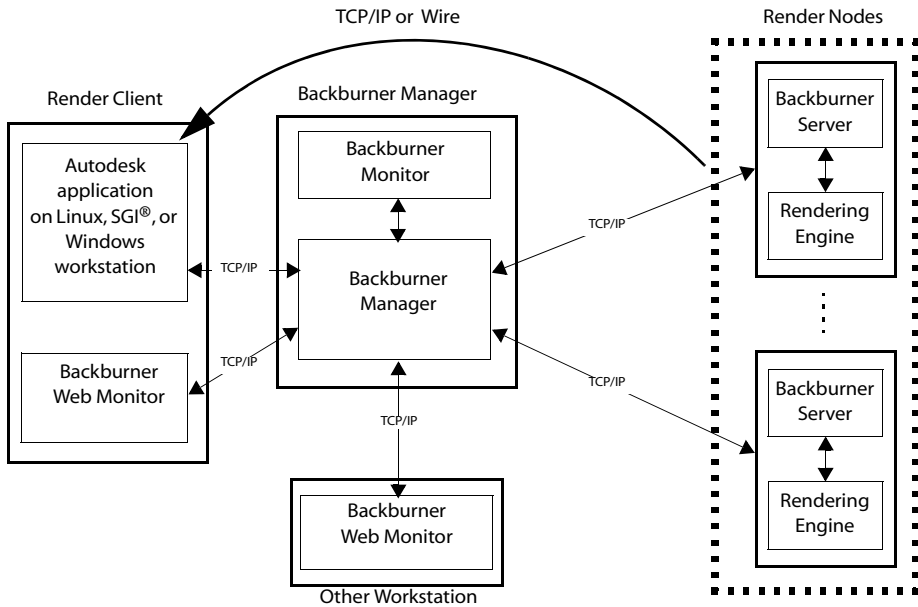 TCP/IP or Wire
Render Nodes
Render Client
Backburner Manager
Autodesk
application
on Linux, SGI®, or
Windows
workstation
Backburner
Web Monitor
TCP/IP
TCP/IP
Backburner
Monitor
Backburner
Manager
TCP/IP
Backburner
Web Monitor
Other Workstation
TCP/IP
TCP/IP
Backburner
Server
Rendering
Engine
Backburner
Server
Rendering
Engine